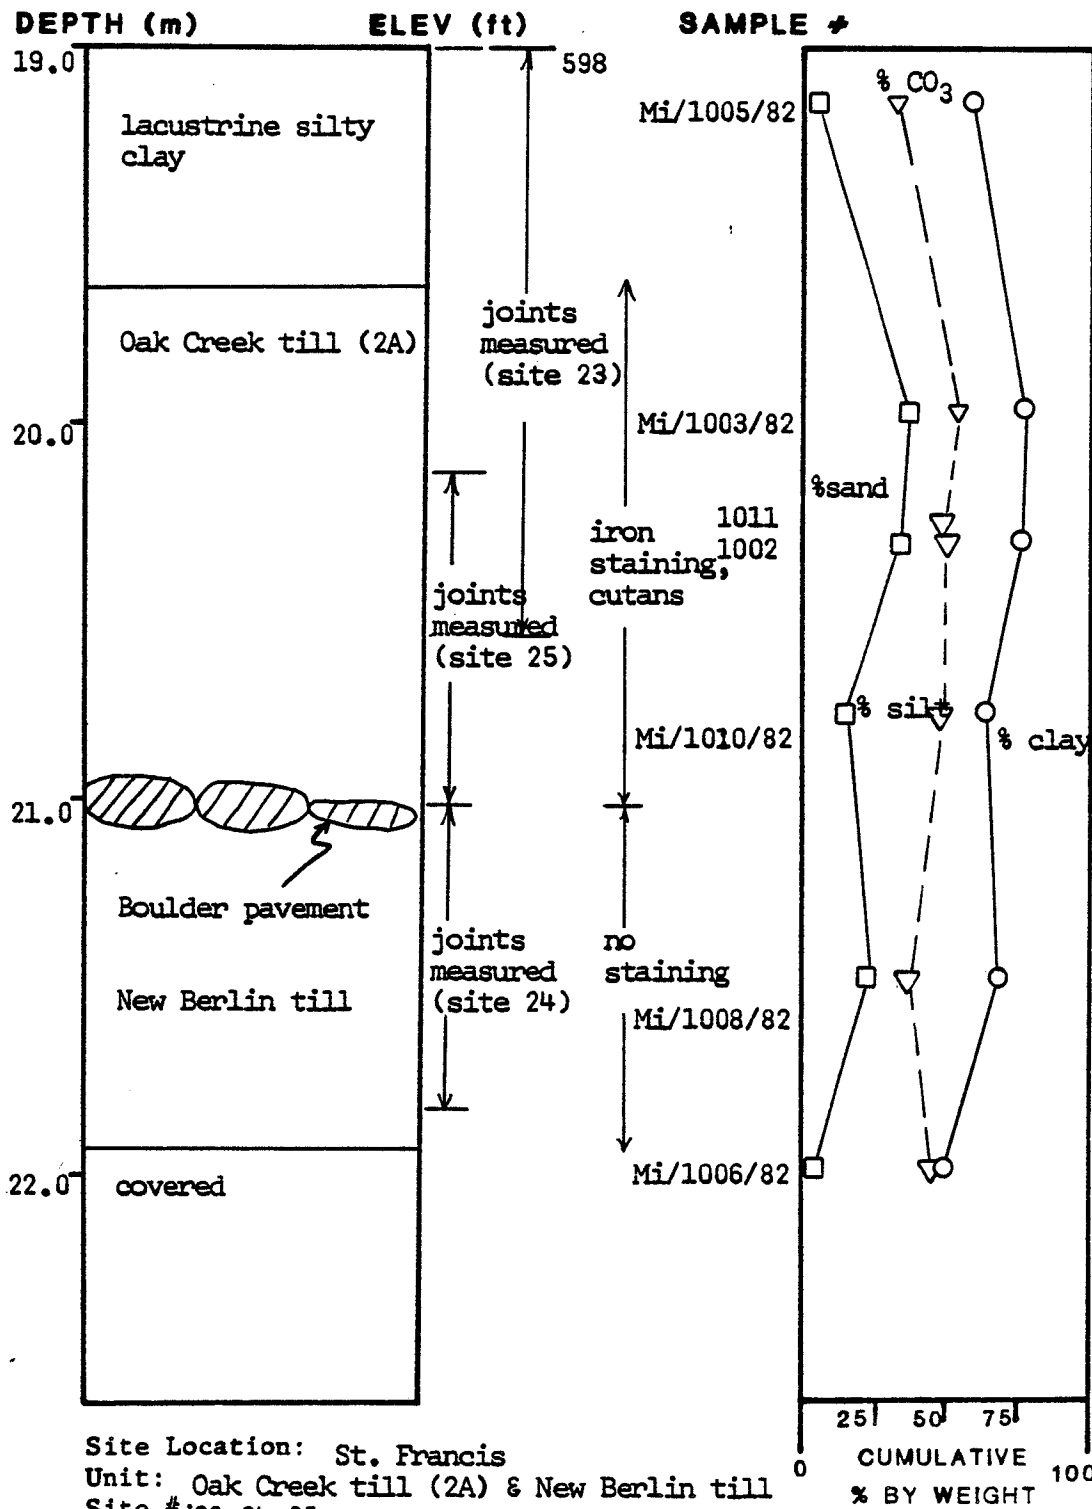 DEPTH (m) ELEV (ft) SAMPLE #
19.0
598
% CO3
Mi/1005/82
lacustrine silty
clay
joints
measured
(site 23)
Oak Creek till (2A)
20.0
Mi/1003/82
%sand
1011
1002
iron
staining,
cutans
joints
measured
(site 25)
% silt
Mi/1010/82
% clay
21.0
Boulder pavement
joints
measured
(site 24)
no
staining
New Berlin till
Mi/1008/82
22.0
covered
Mi/1006/82
25 50 75
0 100
CUMULATIVE
% BY WEIGHT
Site Location: St. Francis
Unit: Oak Creek till (2A) & New Berlin till
Site #